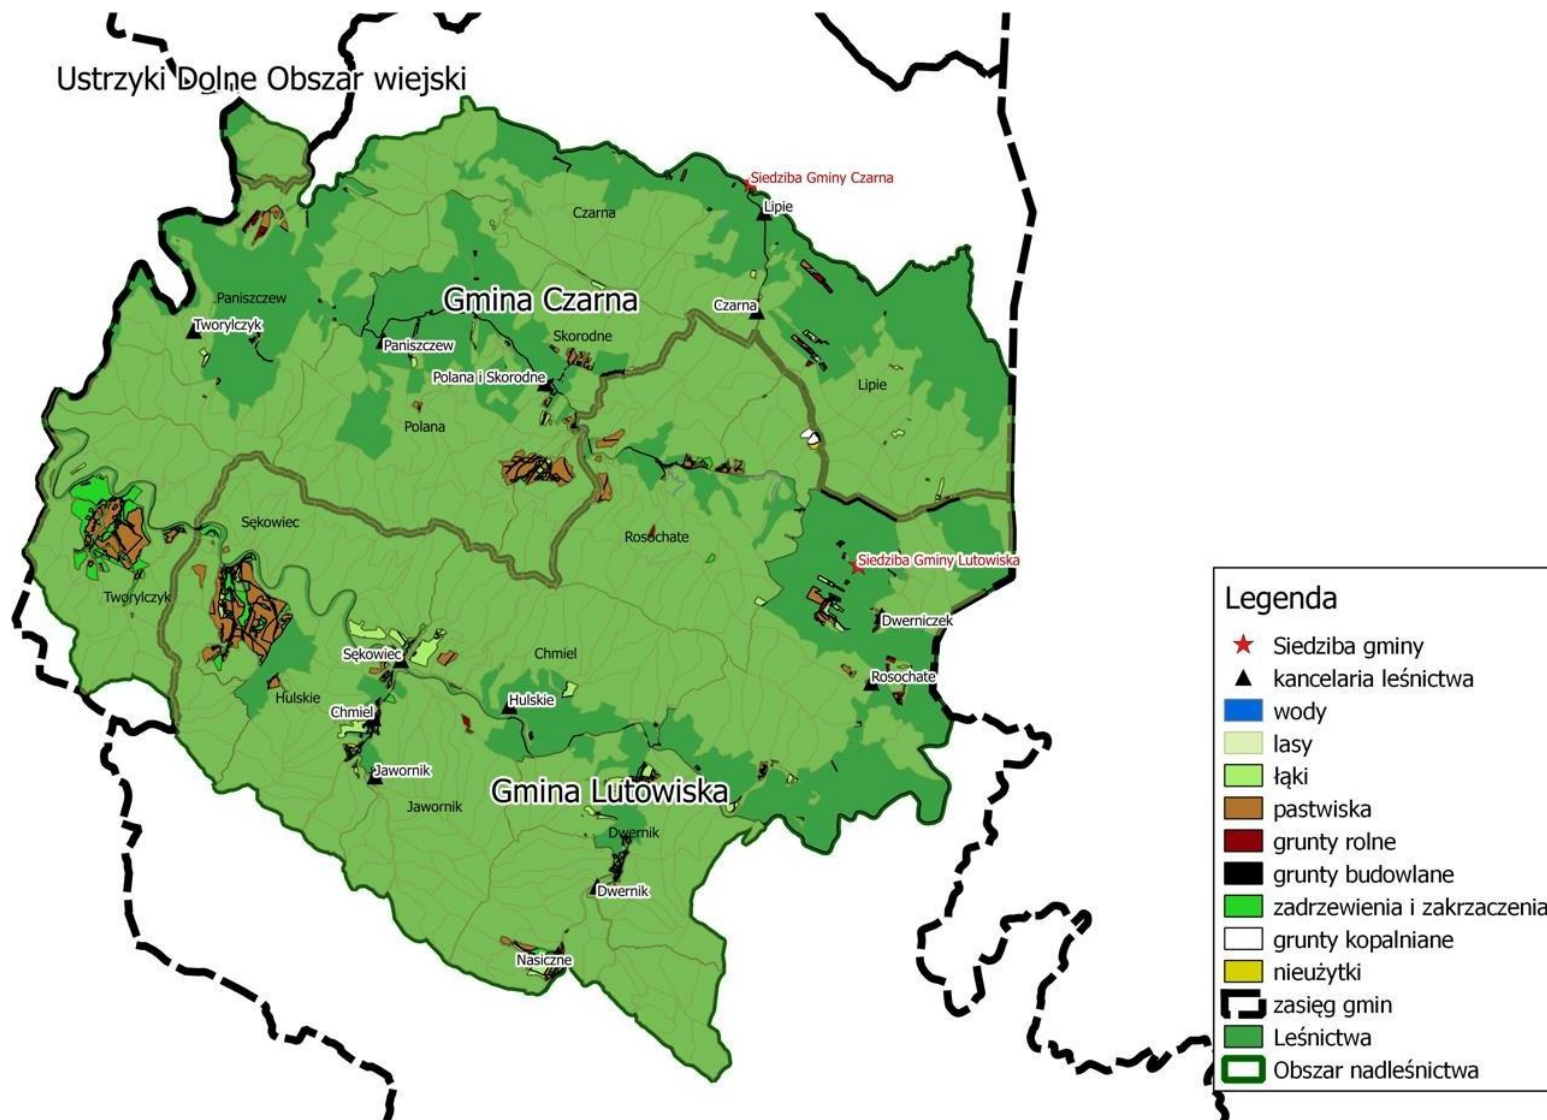 Ustrzyki Dolne Obszar wiejski
Siedziba Gminy Czarna
Czarna
Lipie
Paniszczew
Gmina Czarna
Czarna
Tworylczyk
Skorodne
Paniszczew
Polana i Skorodne
Lipie
Polana
Sękowiec
Rosochate
Siedziba Gminy Lutowiska
Tworylczyk
Dwerniczek
Sękowiec
Chmiel
Rosochate
Hulskie
Hulskie
Chmiel
Jawornik
Gmina Lutowiska
Jawornik
Dwernik
Dwernik
Nasiczne
Legenda
Siedziba gminy
kancelaria leśnictwa
wody
lasy
łąki
pastwiska
grunty rolne
grunty budowlane
zadrzewienia i zakrzaczenia
grunty kopalniane
nieużytki
zasięg gmin
Leśnictwa
Obszar nadleśnictwa